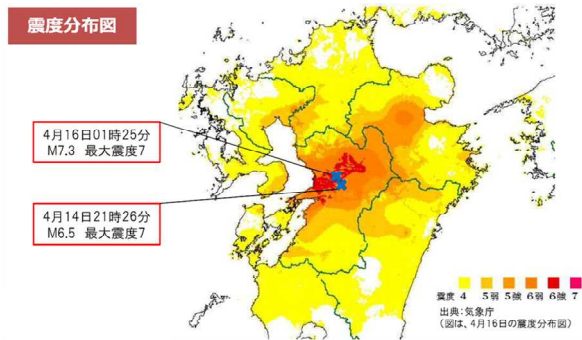 震度分布図
4月16日01時25分
M7.3 最大震度7
4月14日21時26分
M6.5 最大震度7
震度 4 5弱 5強 6弱 6強 7
出典：気象庁
（図は、4月16日の震度分布図）